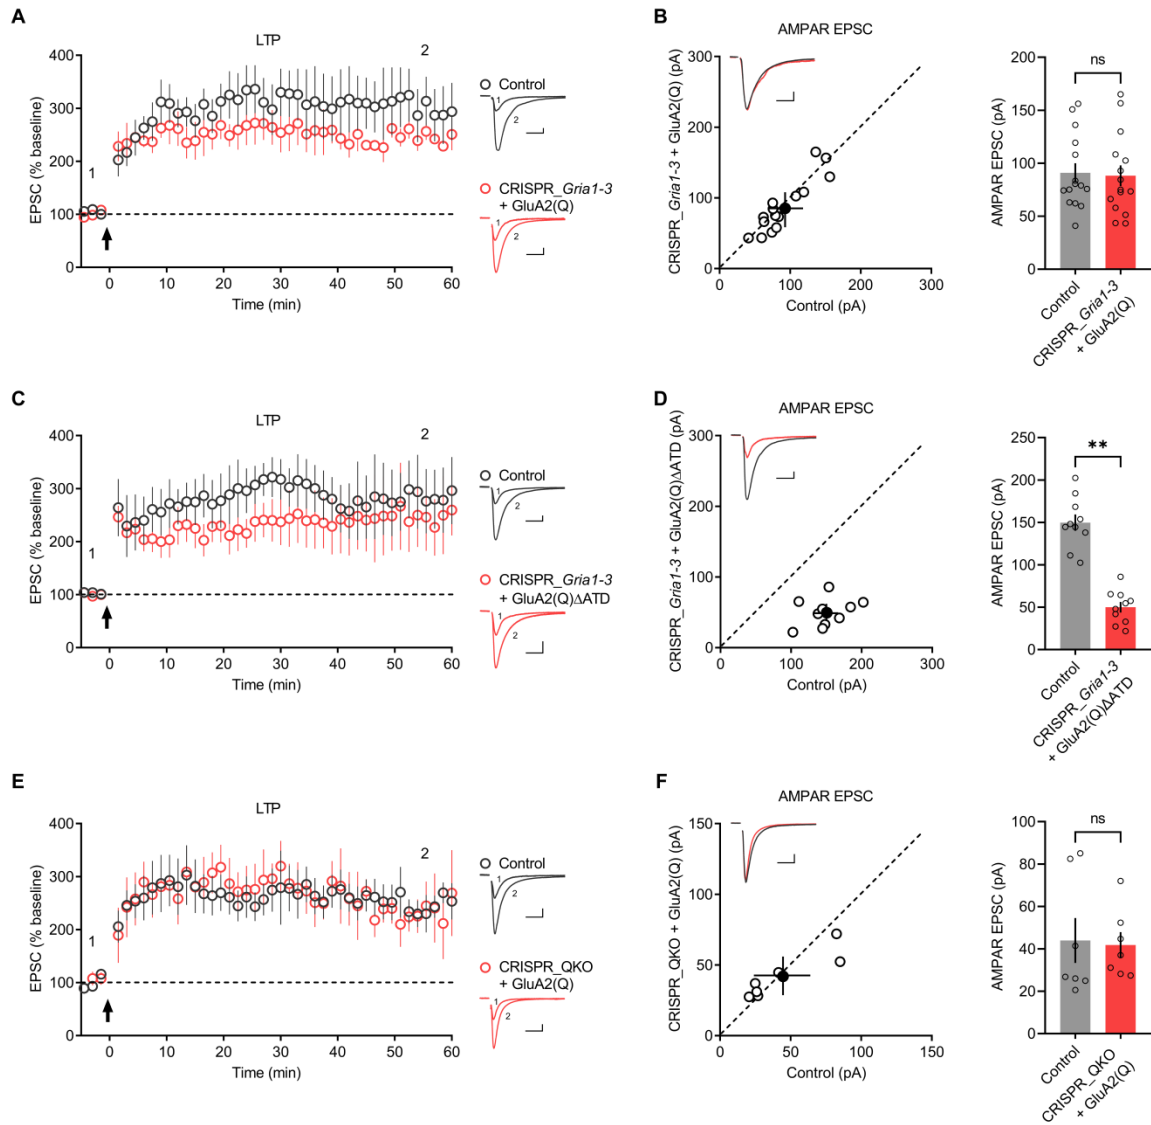 A
LTP
EPSC (% baseline)
400
300
200
100
0
1
2
0 10 20 30 40 50 60
Time (min)
Control
1
2
CRISPR_Gria1-3
+ GluA2(Q)
1
2
B
AMPAR EPSC
CRISPR_Gria1-3 + GluA2(Q) (pA)
300
200
100
0
0 100 200 300
Control (pA)
AMPAR EPSC (pA)
200
150
100
50
0
ns
Control
CRISPR_Gria1-3
+ GluA2(Q)
C
LTP
EPSC (% baseline)
400
300
200
100
0
1
2
0 10 20 30 40 50 60
Time (min)
Control
1
2
CRISPR_Gria1-3
+ GluA2(Q)ΔATD
1
2
D
AMPAR EPSC
CRISPR_Gria1-3 + GluA2(Q)ΔATD (pA)
300
200
100
0
0 100 200 300
Control (pA)
AMPAR EPSC (pA)
250
200
150
100
50
0
**
Control
CRISPR_Gria1-3
+ GluA2(Q)ΔATD
E
LTP
EPSC (% baseline)
400
300
200
100
0
1
2
0 10 20 30 40 50 60
Time (min)
Control
1
2
CRISPR_QKO
+ GluA2(Q)
1
2
F
AMPAR EPSC
CRISPR_QKO + GluA2(Q) (pA)
150
100
50
0
0 50 100 150
Control (pA)
AMPAR EPSC (pA)
100
80
60
40
20
0
ns
Control
CRISPR_QKO
+ GluA2(Q)